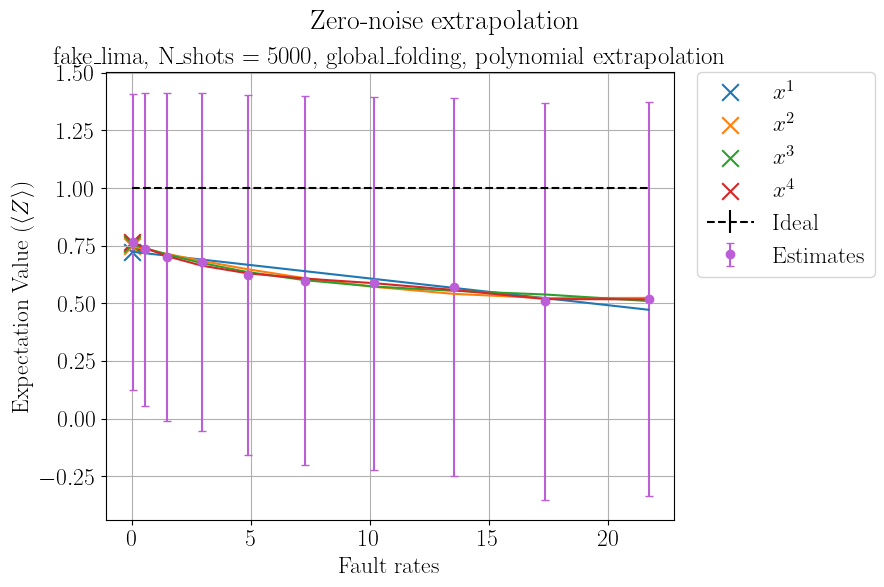 Zero-noise extrapolation
fake_lima, N_shots = 5000, global_folding, polynomial extrapolation
1.50
1.25
1.00
0.75
0.50
0.25
0.00
−0.25
Expectation Value (⟨Z⟩)
0 5 10 15 20
Fault rates
x¹
x²
x³
x⁴
Ideal
Estimates